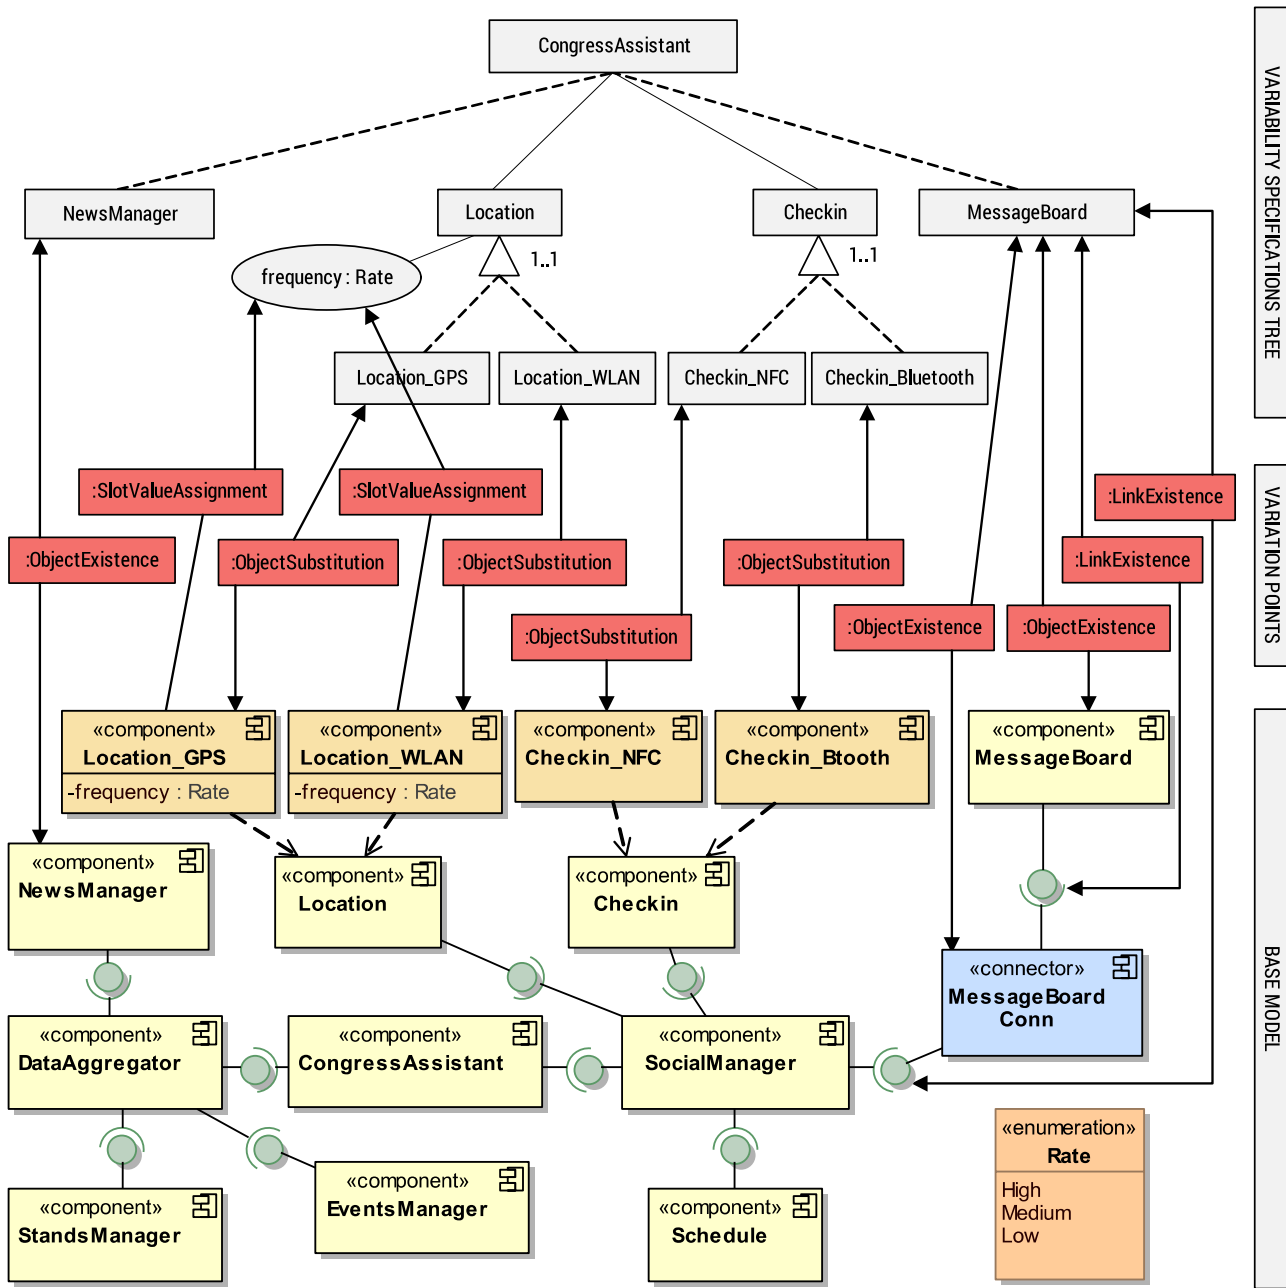 CongressAssistant
VARIABILITY SPECIFICATIONS TREE
NewsManager
Location
Checkin
MessageBoard
1..1
1..1
frequency : Rate
Location_GPS
Location_WLAN
Checkin_NFC
Checkin_Bluetooth
VARIATION POINTS
:SlotValueAssignment
:SlotValueAssignment
:LinkExistence
:ObjectExistence
:ObjectSubstitution
:ObjectSubstitution
:ObjectSubstitution
:LinkExistence
:ObjectSubstitution
:ObjectExistence
:ObjectExistence
BASE MODEL
«component»
Location_GPS
-frequency : Rate
«component»
Location_WLAN
-frequency : Rate
«component»
Checkin_NFC
«component»
Checkin_Btooth
«component»
MessageBoard
«component»
NewsManager
«component»
Location
«component»
Checkin
«connector»
MessageBoard
Conn
«component»
DataAggregator
«component»
CongressAssistant
«component»
SocialManager
«component»
StandsManager
«component»
EventsManager
«component»
Schedule
«enumeration»
Rate
High
Medium
Low